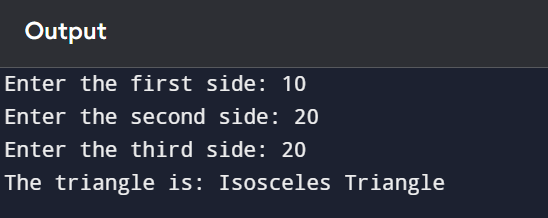 Output
Enter the first side: 10
Enter the second side: 20
Enter the third side: 20
The triangle is: Isosceles Triangle